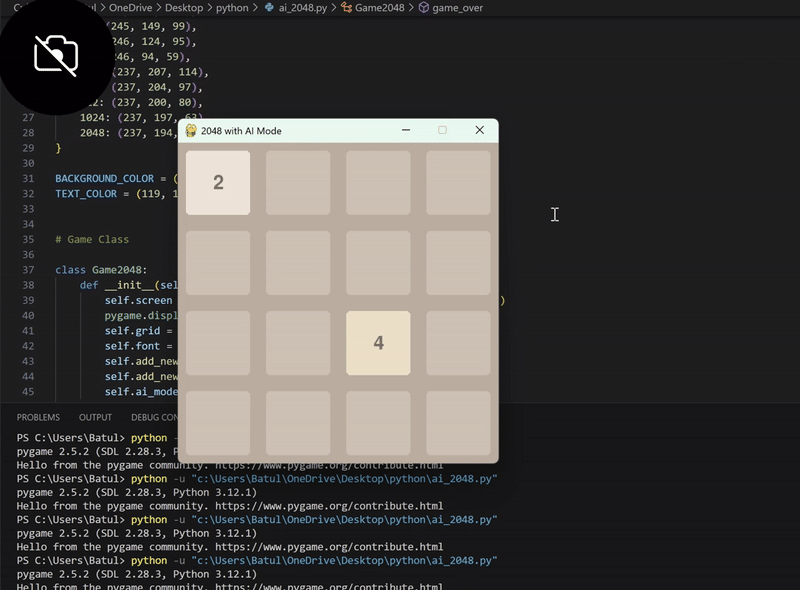 OneDrive > Desktop > python > ai_2048.py > Game2048 > game_over
(245, 149, 99),
246, 124, 95),
246, 94, 59),
(237, 207, 114),
(237, 204, 97),
2: (237, 200, 80),
27 1024: (237, 197, 63)
28 2048: (237, 194,
29 }
30
31 BACKGROUND_COLOR = (
32 TEXT_COLOR = (119, 1
33
34
35 # Game Class
36
37 class Game2048:
38 def __init__(sel
39 self.screen )
40 pygame.displ
41 self.grid =
42 self.font =
43 self.add_new
44 self.add_new
45 self.ai_mode
2048 with AI Mode
2
4
PROBLEMS OUTPUT DEBUG CON
PS C:\Users\Batul> python -
pygame 2.5.2 (SDL 2.28.3, P
Hello from the pygame community. https://www.pygame.org/contribute.html
PS C:\Users\Batul> python -u "c:\Users\Batul\OneDrive\Desktop\python\ai_2048.py"
pygame 2.5.2 (SDL 2.28.3, Python 3.12.1)
Hello from the pygame community. https://www.pygame.org/contribute.html
PS C:\Users\Batul> python -u "c:\Users\Batul\OneDrive\Desktop\python\ai_2048.py"
pygame 2.5.2 (SDL 2.28.3, Python 3.12.1)
Hello from the pygame community. https://www.pygame.org/contribute.html
PS C:\Users\Batul> python -u "c:\Users\Batul\OneDrive\Desktop\python\ai_2048.py"
pygame 2.5.2 (SDL 2.28.3, Python 3.12.1)
Hello from the pygame community. https://www.pygame.org/contribute.html